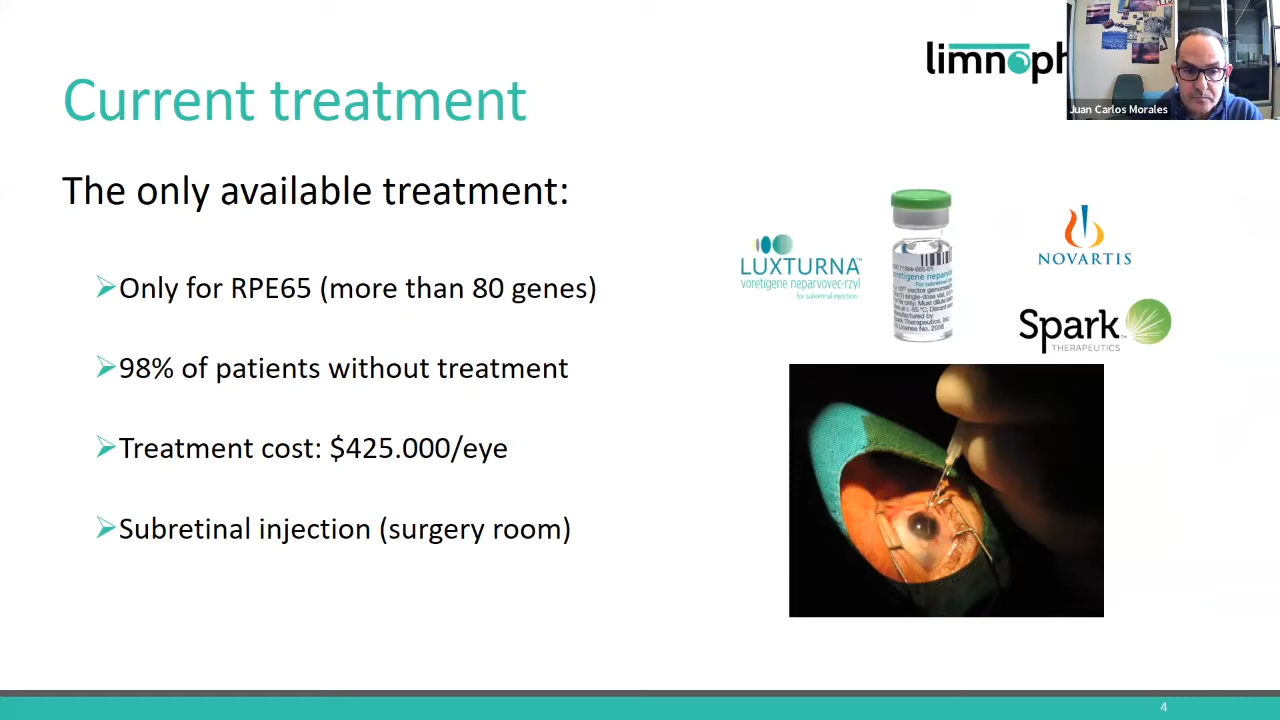 limnoph
Juan Carlos Morales
Current treatment
The only available treatment:
Only for RPE65 (more than 80 genes)
98% of patients without treatment
Treatment cost: $425.000/eye
Subretinal injection (surgery room)
LUXTURNA™
voretigene neparvovec-rzyl
for subretinal injection
NOVARTIS
Spark™
THERAPEUTICS
4